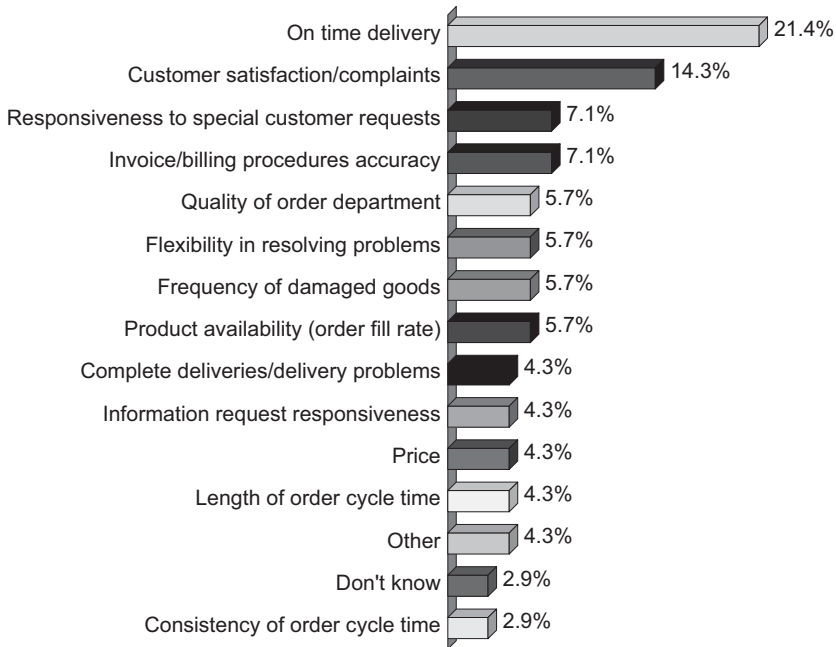 On time delivery 21.4%
Customer satisfaction/complaints 14.3%
Responsiveness to special customer requests 7.1%
Invoice/billing procedures accuracy 7.1%
Quality of order department 5.7%
Flexibility in resolving problems 5.7%
Frequency of damaged goods 5.7%
Product availability (order fill rate) 5.7%
Complete deliveries/delivery problems 4.3%
Information request responsiveness 4.3%
Price 4.3%
Length of order cycle time 4.3%
Other 4.3%
Don't know 2.9%
Consistency of order cycle time 2.9%